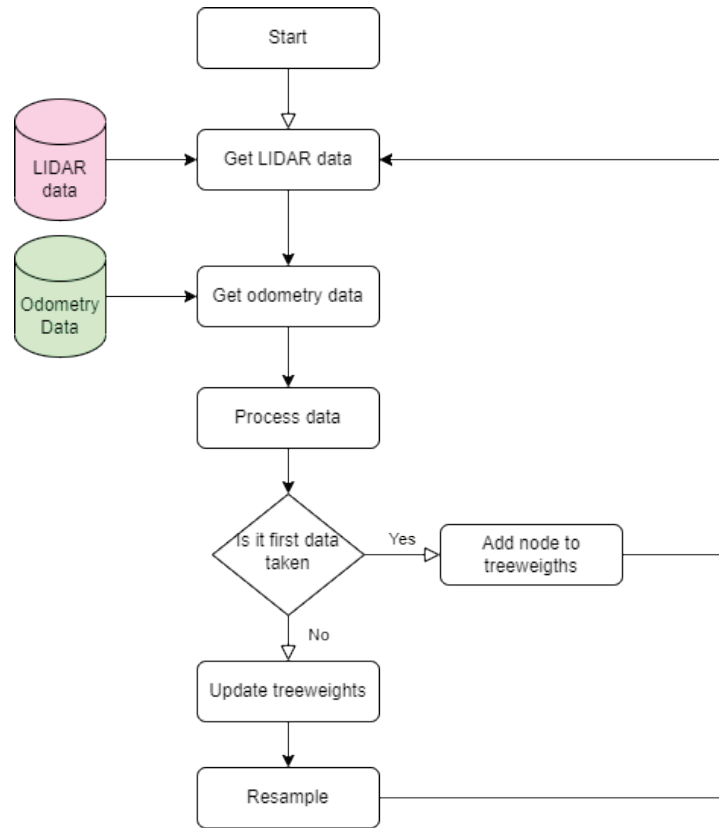 Start
LIDAR
data
Get LIDAR data
Odometry
Data
Get odometry data
Process data
Is it first data
taken
Yes
Add node to
treeweigths
No
Update treeweights
Resample